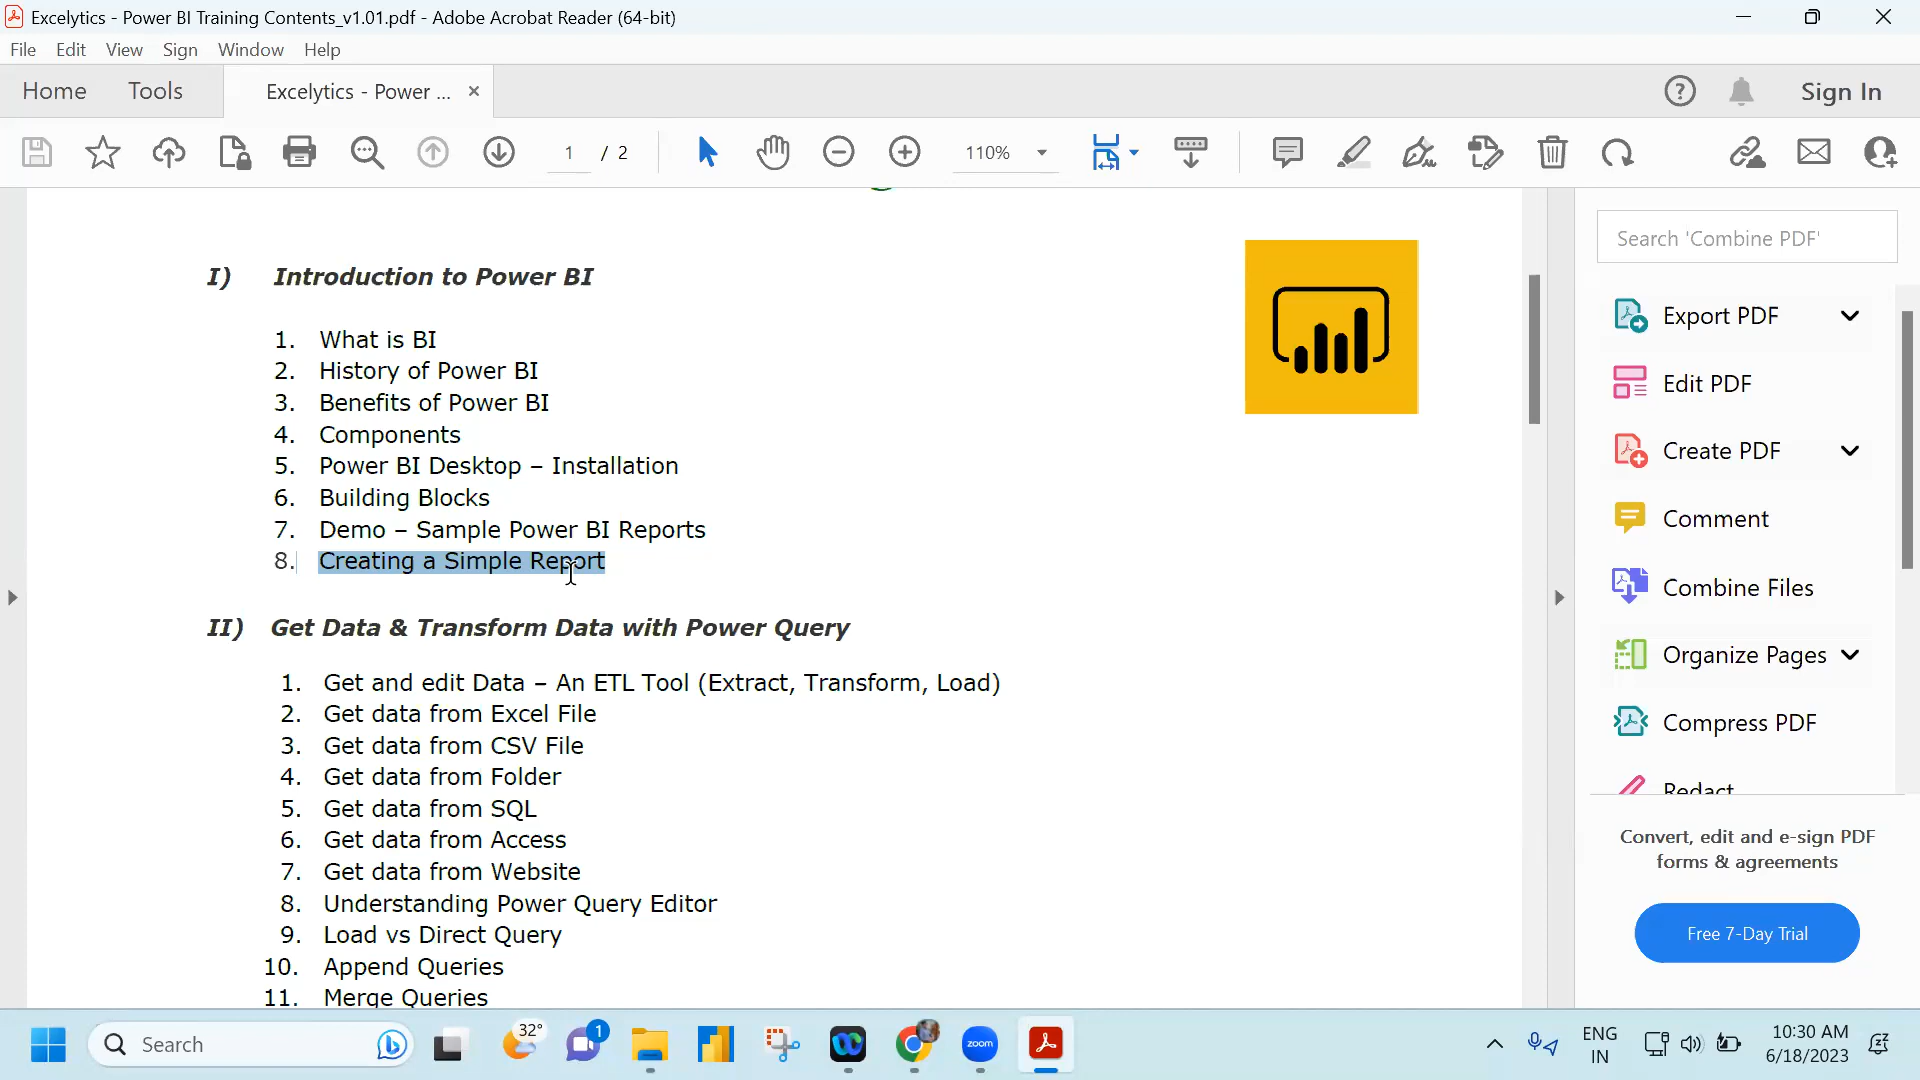 Excelytics - Power BI Training Contents_v1.01.pdf - Adobe Acrobat Reader (64-bit)
File Edit View Sign Window Help
Home Tools Excelytics - Power ... × Sign In
1 / 2 110%
I) Introduction to Power BI
1. What is BI
2. History of Power BI
3. Benefits of Power BI
4. Components
5. Power BI Desktop – Installation
6. Building Blocks
7. Demo – Sample Power BI Reports
8. Creating a Simple Report
II) Get Data & Transform Data with Power Query
1. Get and edit Data – An ETL Tool (Extract, Transform, Load)
2. Get data from Excel File
3. Get data from CSV File
4. Get data from Folder
5. Get data from SQL
6. Get data from Access
7. Get data from Website
8. Understanding Power Query Editor
9. Load vs Direct Query
10. Append Queries
11. Merge Queries
Search 'Combine PDF'
Export PDF
Edit PDF
Create PDF
Comment
Combine Files
Organize Pages
Compress PDF
Redact
Convert, edit and e-sign PDF
forms & agreements
Free 7-Day Trial
Search
32°
1
zoom
ENG
IN
10:30 AM
6/18/2023